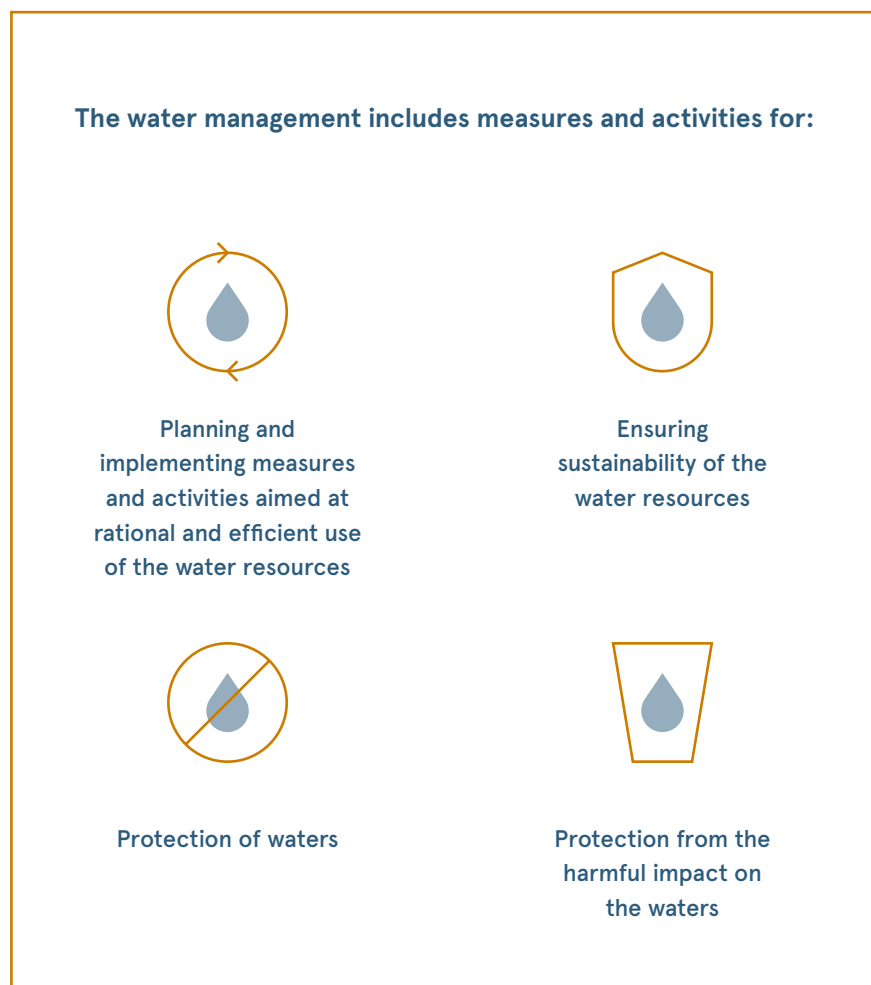 The water management includes measures and activities for:
Planning and
implementing measures
and activities aimed at
rational and efficient use
of the water resources
Ensuring
sustainability of the
water resources
Protection of waters
Protection from the
harmful impact on
the waters